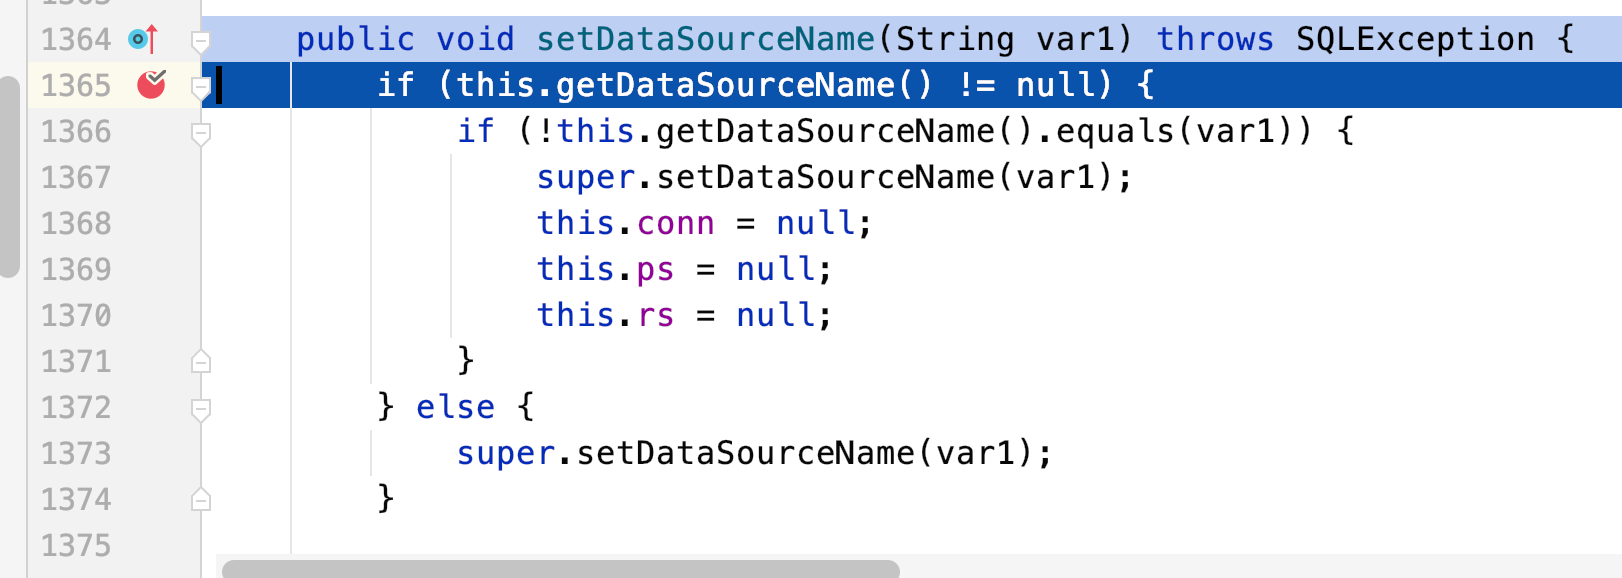 1364 public void setDataSourceName(String var1) throws SQLException {
1365 if (this.getDataSourceName() != null) {
1366 if (!this.getDataSourceName().equals(var1)) {
1367 super.setDataSourceName(var1);
1368 this.conn = null;
1369 this.ps = null;
1370 this.rs = null;
1371 }
1372 } else {
1373 super.setDataSourceName(var1);
1374 }
1375